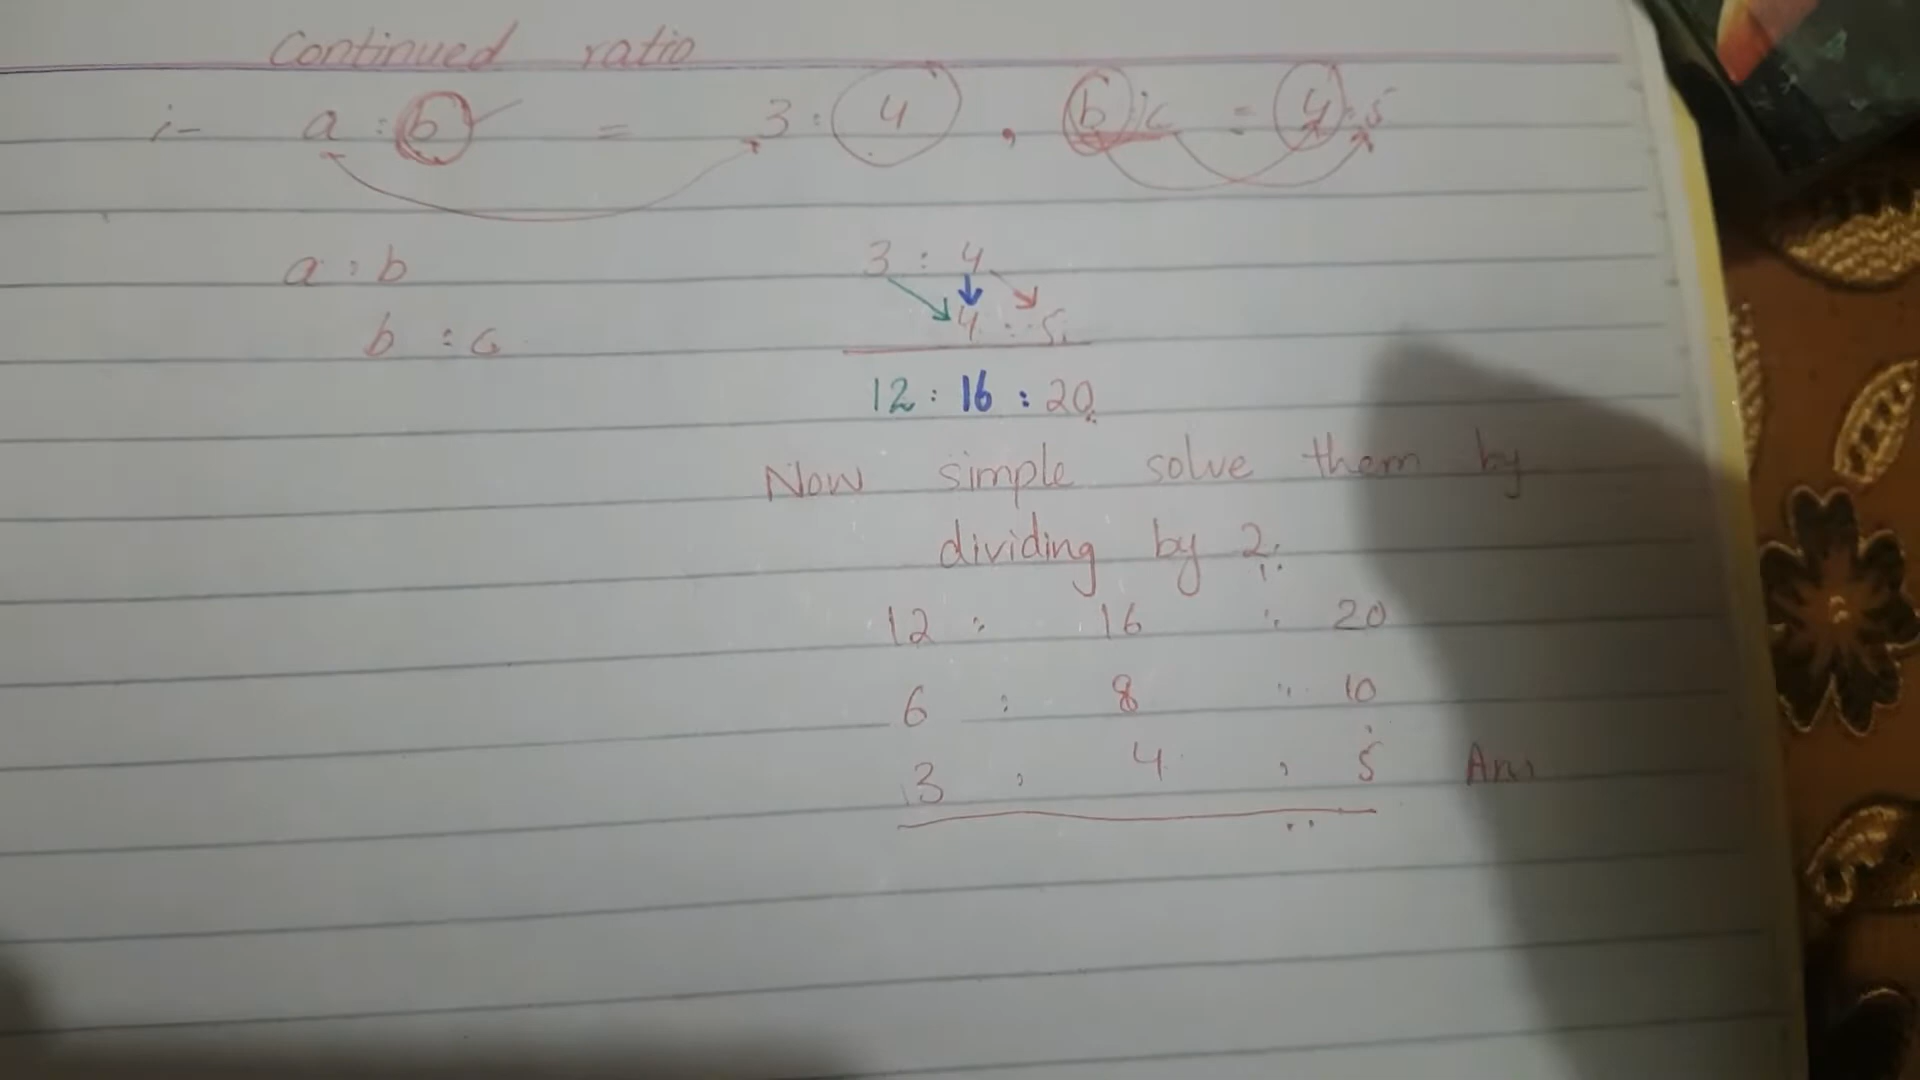 Continued ratio
i- a : b = 3 : 4 , b : c = 4 : 5
a : b 3 : 4
b : c 4 : 5
12 : 16 : 20
Now simple solve them by
dividing by 2.
12 : 16 : 20
6 : 8 : 10
3 , 4 , 5 Ans